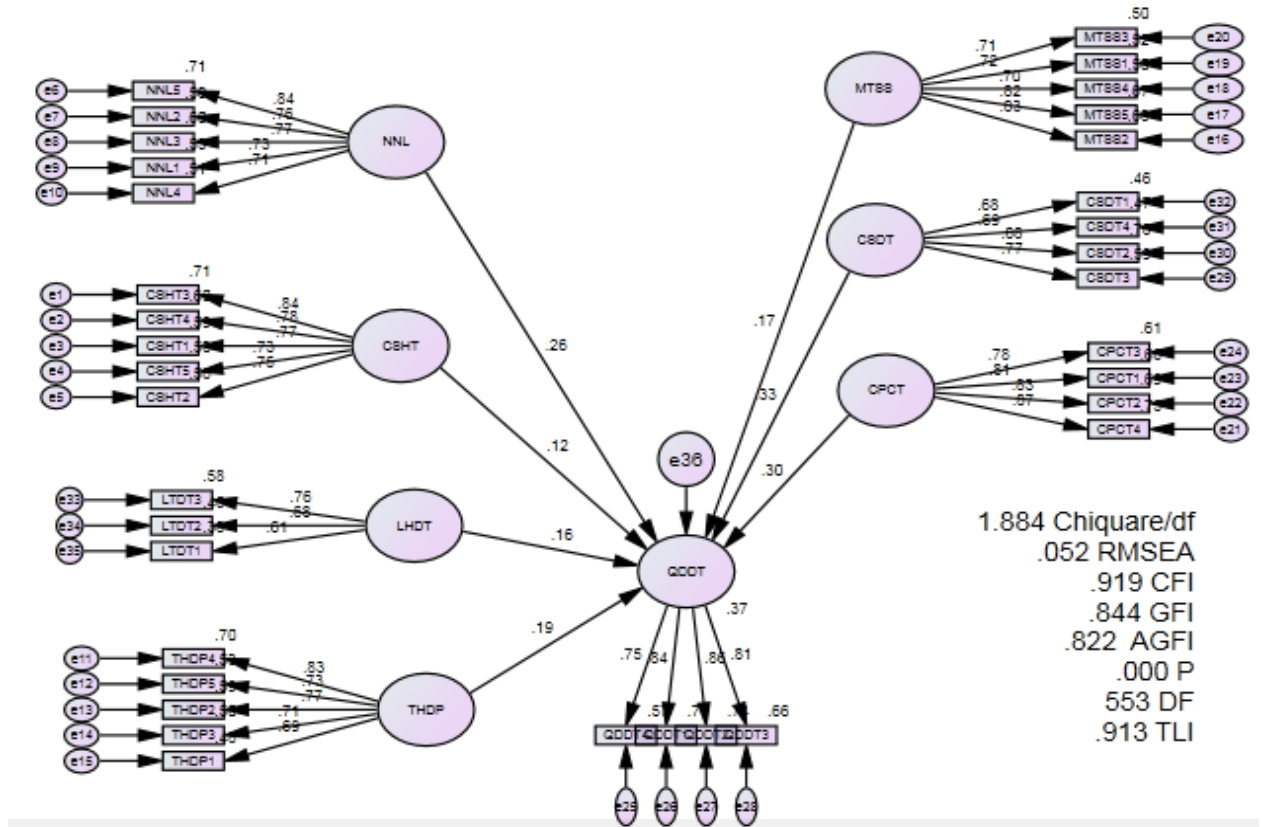 .71
e6 NNL5
e7 NNL2
e8 NNL3
e9 NNL1
e10 NNL4
.84
.76
.77
.73
.71
NNL
.26
.71
e1 CSHT3
e2 CSHT4
e3 CSHT1
e4 CSHT5
e5 CSHT2
.84
.78
.77
.73
.76
CSHT
.12
.58
e33 LTDT3
e34 LTDT2
e35 LTDT1
.76
.68
.61
LHDT
.16
.70
e11 THDP4
e12 THDP5
e13 THDP2
e14 THDP3
e15 THDP1
.83
.73
.77
.71
.69
THDP
.19
.50
MTSS
.71
.72
.70
.82
.83
MTSS3 e20
MTSS1 e19
MTSS4 e18
MTSS5 e17
MTSS2 e16
.17
.46
CSDT
.68
.69
.77
CSDT1 e32
CSDT4 e31
CSDT2 e30
CSDT3 e29
.33
.61
CPCT
.78
.81
.83
.87
CPCT3 e24
CPCT1 e23
CPCT2 e22
CPCT4 e21
.30
e36
QDDT
.37
.75 .84 .86 .81
.66
QDDT3
e25 e26 e27 e28
1.884 Chiquare/df
.052 RMSEA
.919 CFI
.844 GFI
.822 AGFI
.000 P
553 DF
.913 TLI